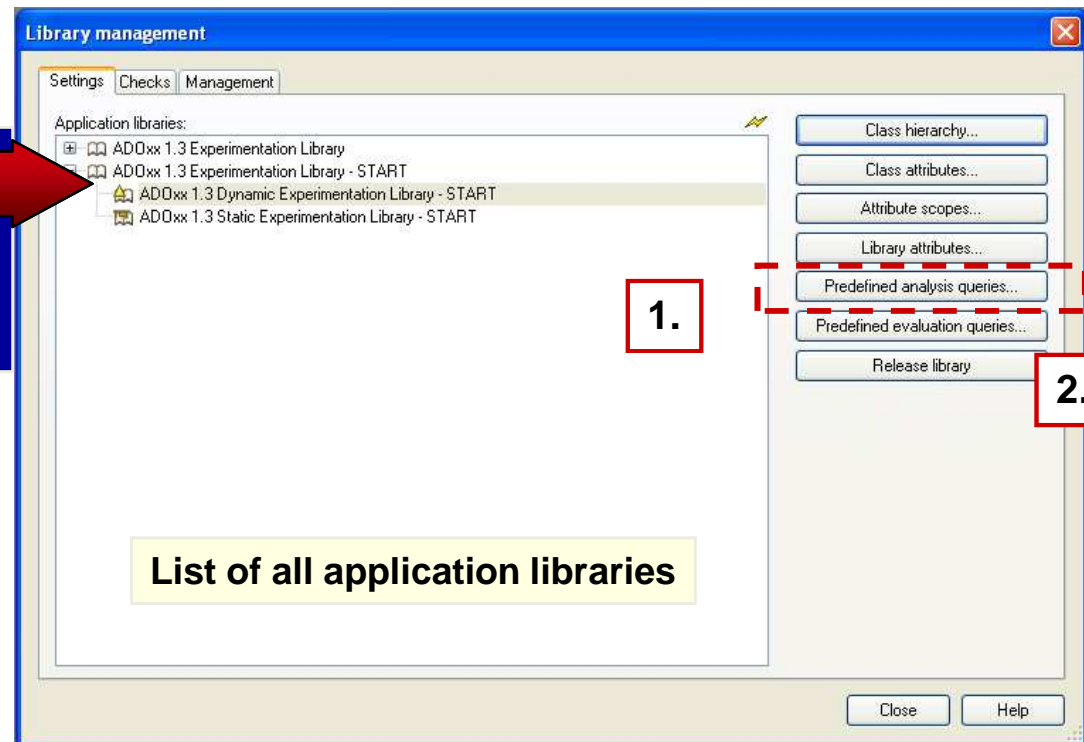 Library management
Settings Checks Management
Application libraries:
ADOxx 1.3 Experimentation Library
ADOxx 1.3 Experimentation Library - START
ADOxx 1.3 Dynamic Experimentation Library - START
ADOxx 1.3 Static Experimentation Library - START
Class hierarchy...
Class attributes...
Attribute scopes...
Library attributes...
Predefined analysis queries...
Predefined evaluation queries...
Release library
1.
2.
List of all application libraries
Close Help